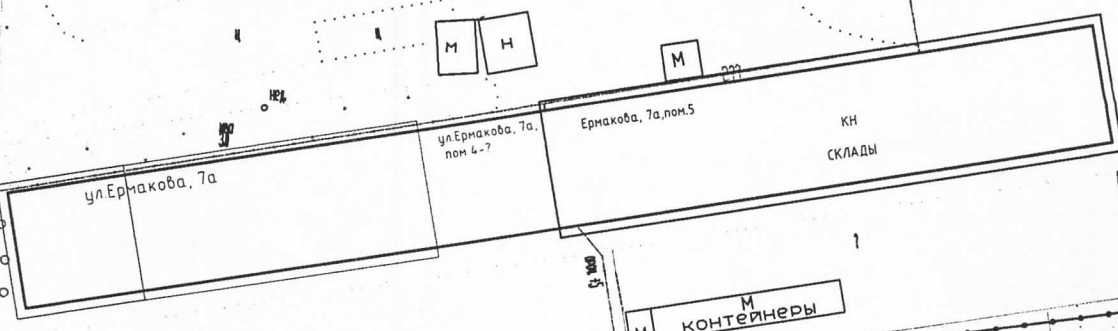 М
Н
М
???
ул.Ермакова, 7а
ул.Ермакова, 7а,
пом 4-?
Ермакова, 7а,пом.5
КН
СКЛАДЫ
М
контейнеры